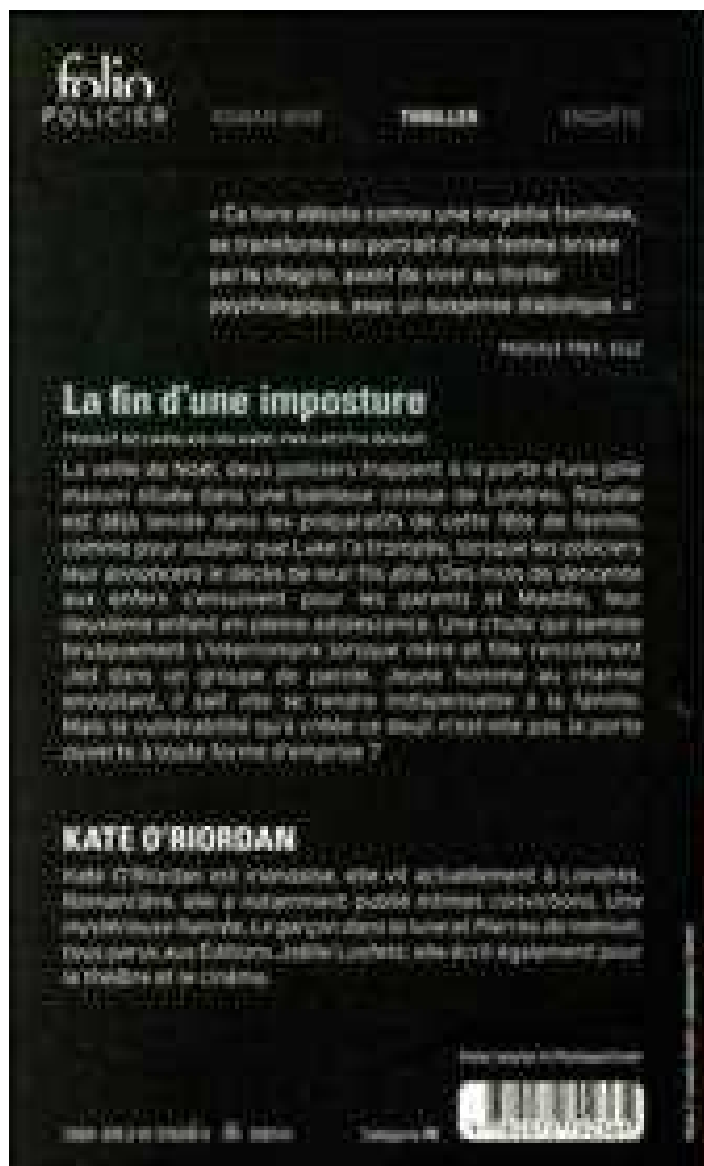 folio
POLICIER
ROMAN NOIR THRILLER ENQUÊTE
« Ce livre débute comme une tragédie familiale,
se transforme en portrait d'une femme brisée
par le chagrin, avant de virer au thriller
psychologique, avec un suspense diabolique. »
La fin d'une imposture
La veille de Noël, deux policiers frappent à la porte d'une jolie
maison située dans une banlieue cossue de Londres. Rosalie
est déjà lancée dans les préparatifs de cette fête de famille,
comme pour oublier que Luke l'a trompée, lorsque les policiers
leur annoncent le décès de leur fils aîné. Des mois de descente
aux enfers s'ensuivent pour les parents et Maddie, leur
deuxième enfant en pleine adolescence. Une chute qui semble
brusquement s'interrompre lorsque mère et fille rencontrent
Jed dans un groupe de parole. Jeune homme au charme
envoûtant, il sait vite se rendre indispensable à la famille.
Mais la vulnérabilité qu'a créée ce deuil n'est-elle pas la porte
ouverte à toute forme d'emprise ?
KATE O'RIORDAN
Kate O'Riordan est irlandaise, elle vit actuellement à Londres.
Romancière, elle a notamment publié Intimes convictions, Une
mystérieuse fiancée, Le garçon dans la lune et Pierres de mémoire,
tous parus aux Éditions Joëlle Losfeld, elle écrit également pour
le théâtre et le cinéma.